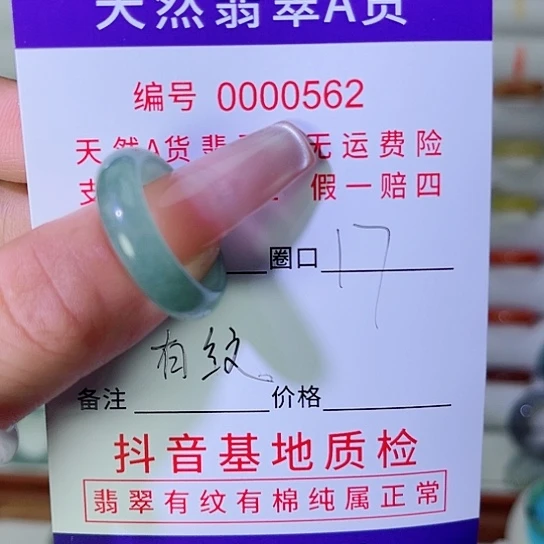 天然翡翠A货
编号 0000562
天然A货翡 无运费险
支 假一赔四
圈口 17
有纹
备注 价格
抖音基地质检
翡翠有纹有棉纯属正常